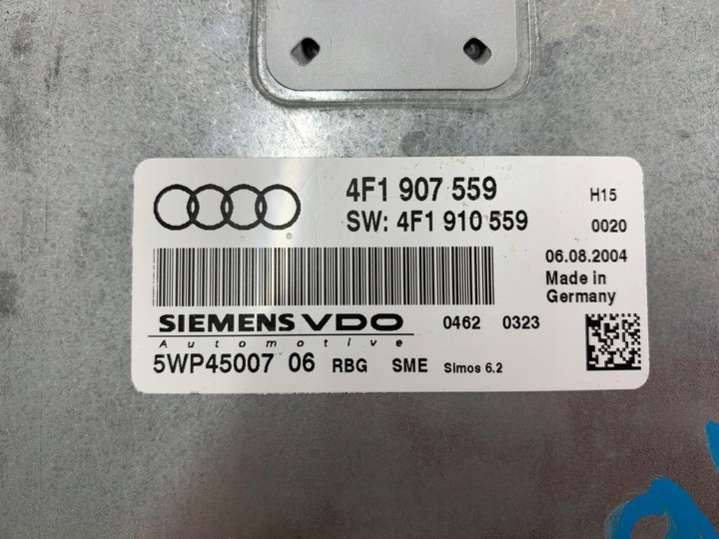 4F1 907 559 H15
SW: 4F1 910 559 0020
06.08.2004
Made in
Germany
SIEMENS VDO 0462 0323
Automotive
5WP45007 06 RBG SME Simos 6.2